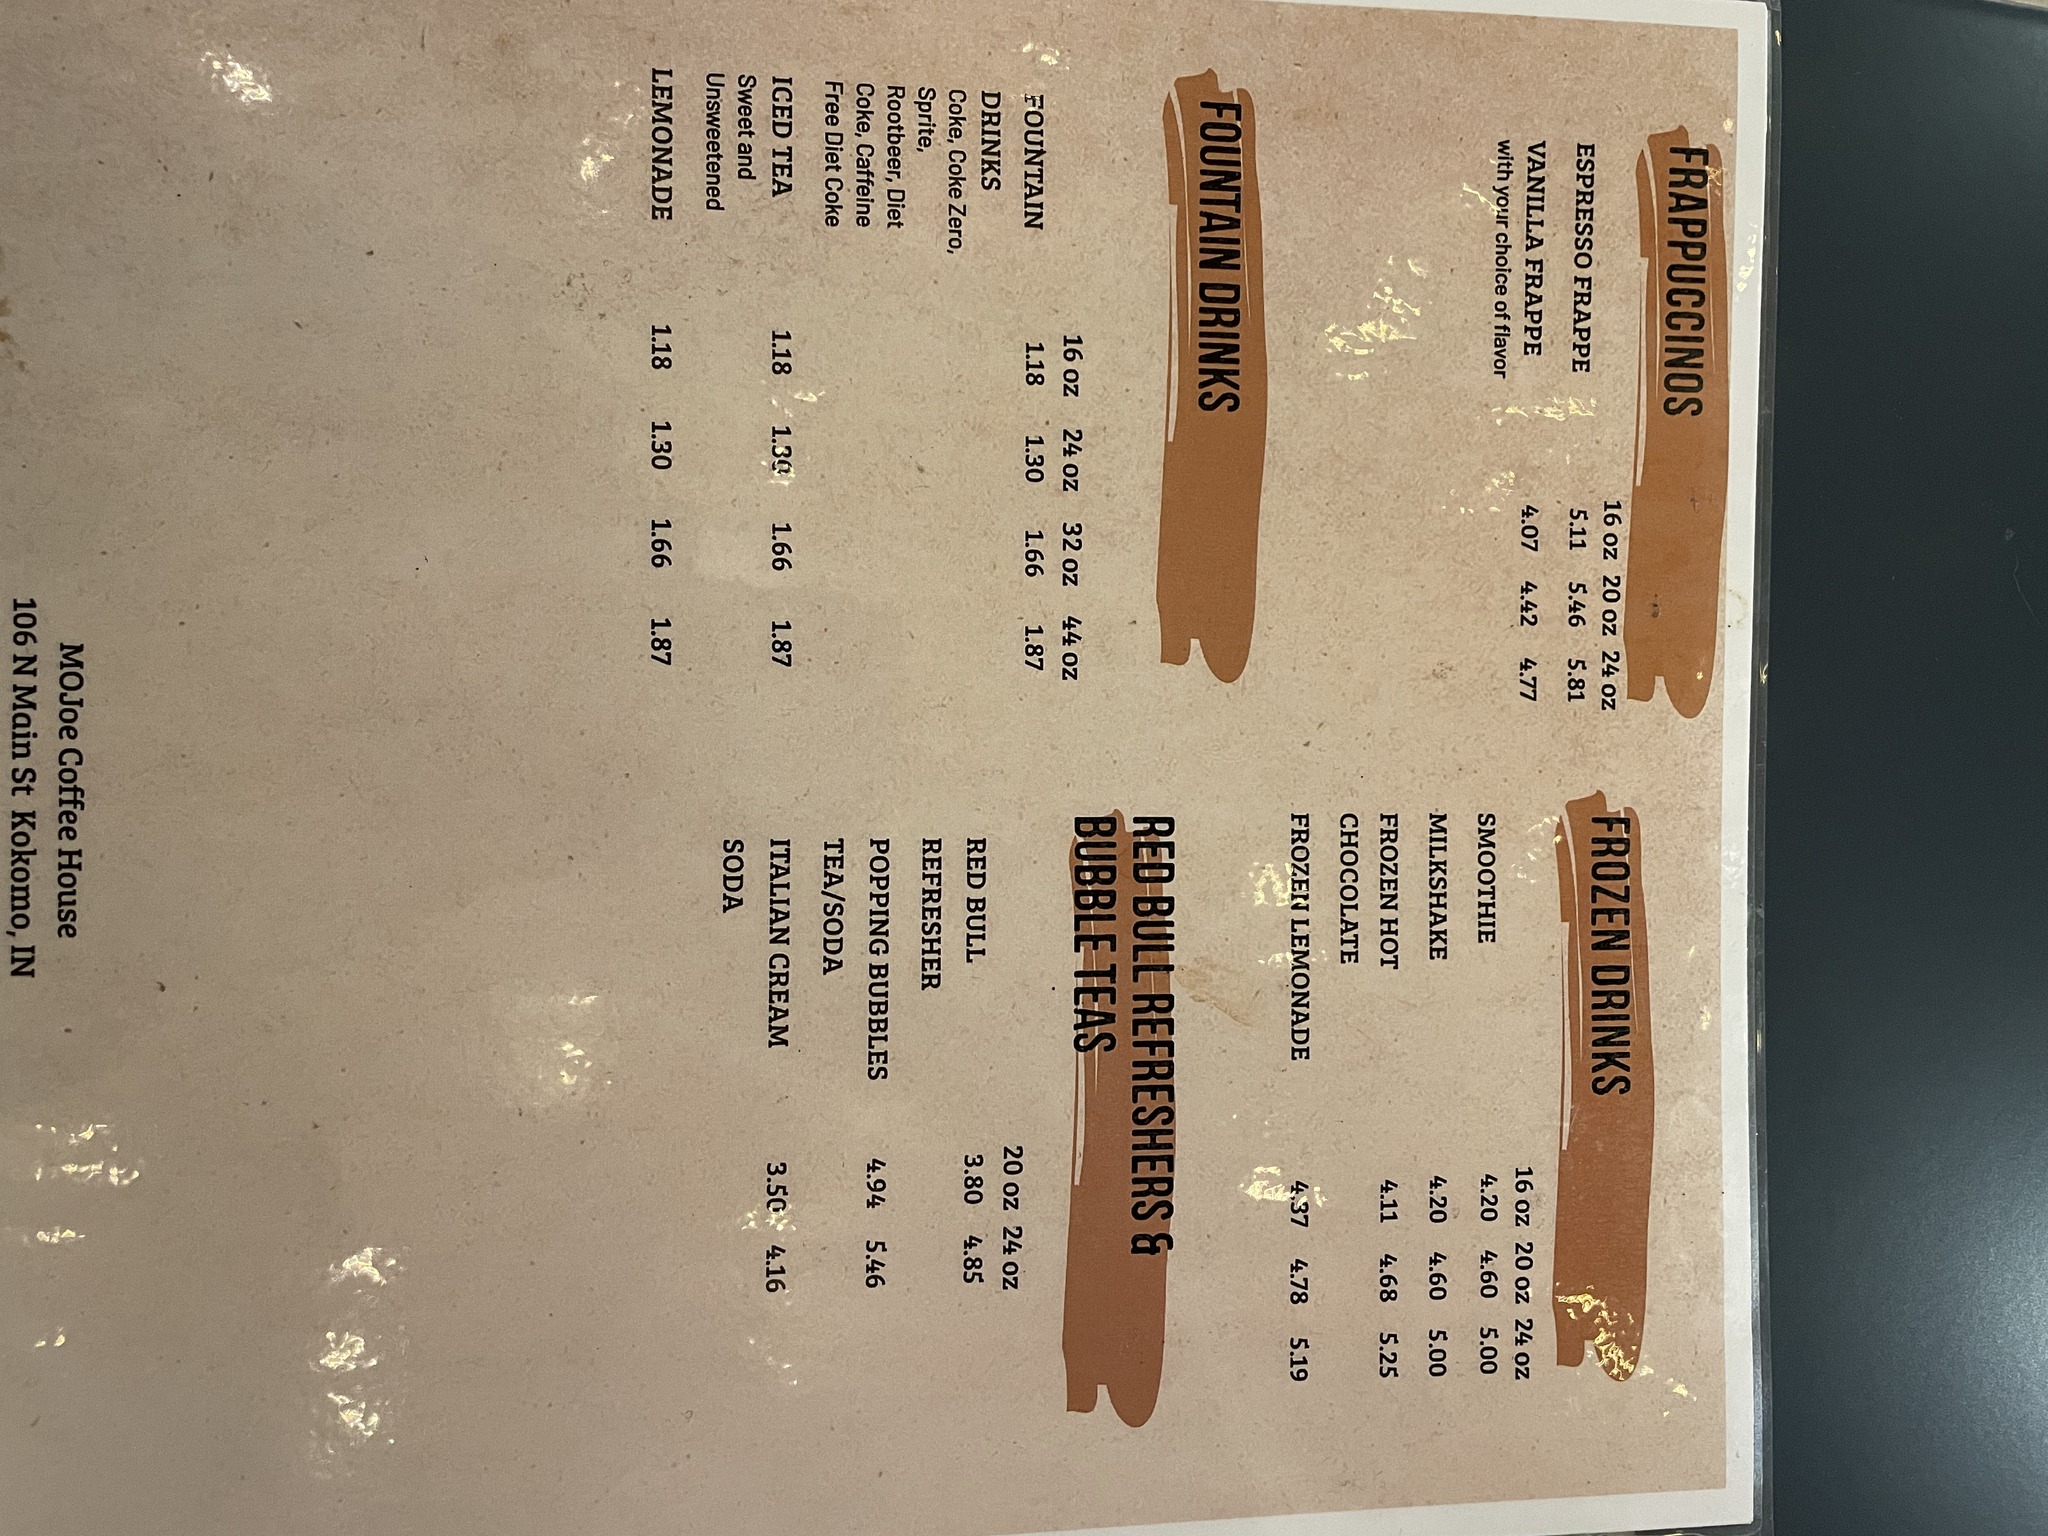 FRAPPUCCINOS
16 oz 20 oz 24 oz
ESPRESSO FRAPPE 5.11 5.46 5.81
VANILLA FRAPPE 4.07 4.42 4.77
with your choice of flavor
FOUNTAIN DRINKS
16 oz 24 oz 32 oz 44 oz
FOUNTAIN 1.18 1.30 1.66 1.87
DRINKS
Coke, Coke Zero,
Sprite,
Rootbeer, Diet
Coke, Caffeine
Free Diet Coke
ICED TEA 1.18 1.30 1.66 1.87
Sweet and
Unsweetened
LEMONADE 1.18 1.30 1.66 1.87
FROZEN DRINKS
16 oz 20 oz 24 oz
SMOOTHIE 4.20 4.60 5.00
MILKSHAKE 4.20 4.60 5.00
FROZEN HOT 4.11 4.68 5.25
CHOCOLATE
FROZEN LEMONADE 4.37 4.78 5.19
RED BULL REFRESHERS &
BUBBLE TEAS
20 oz 24 oz
RED BULL 3.80 4.85
REFRESHER
POPPING BUBBLES 4.94 5.46
TEA/SODA
ITALIAN CREAM 3.50 4.16
SODA
MOJoe Coffee House
106 N Main St Kokomo, IN